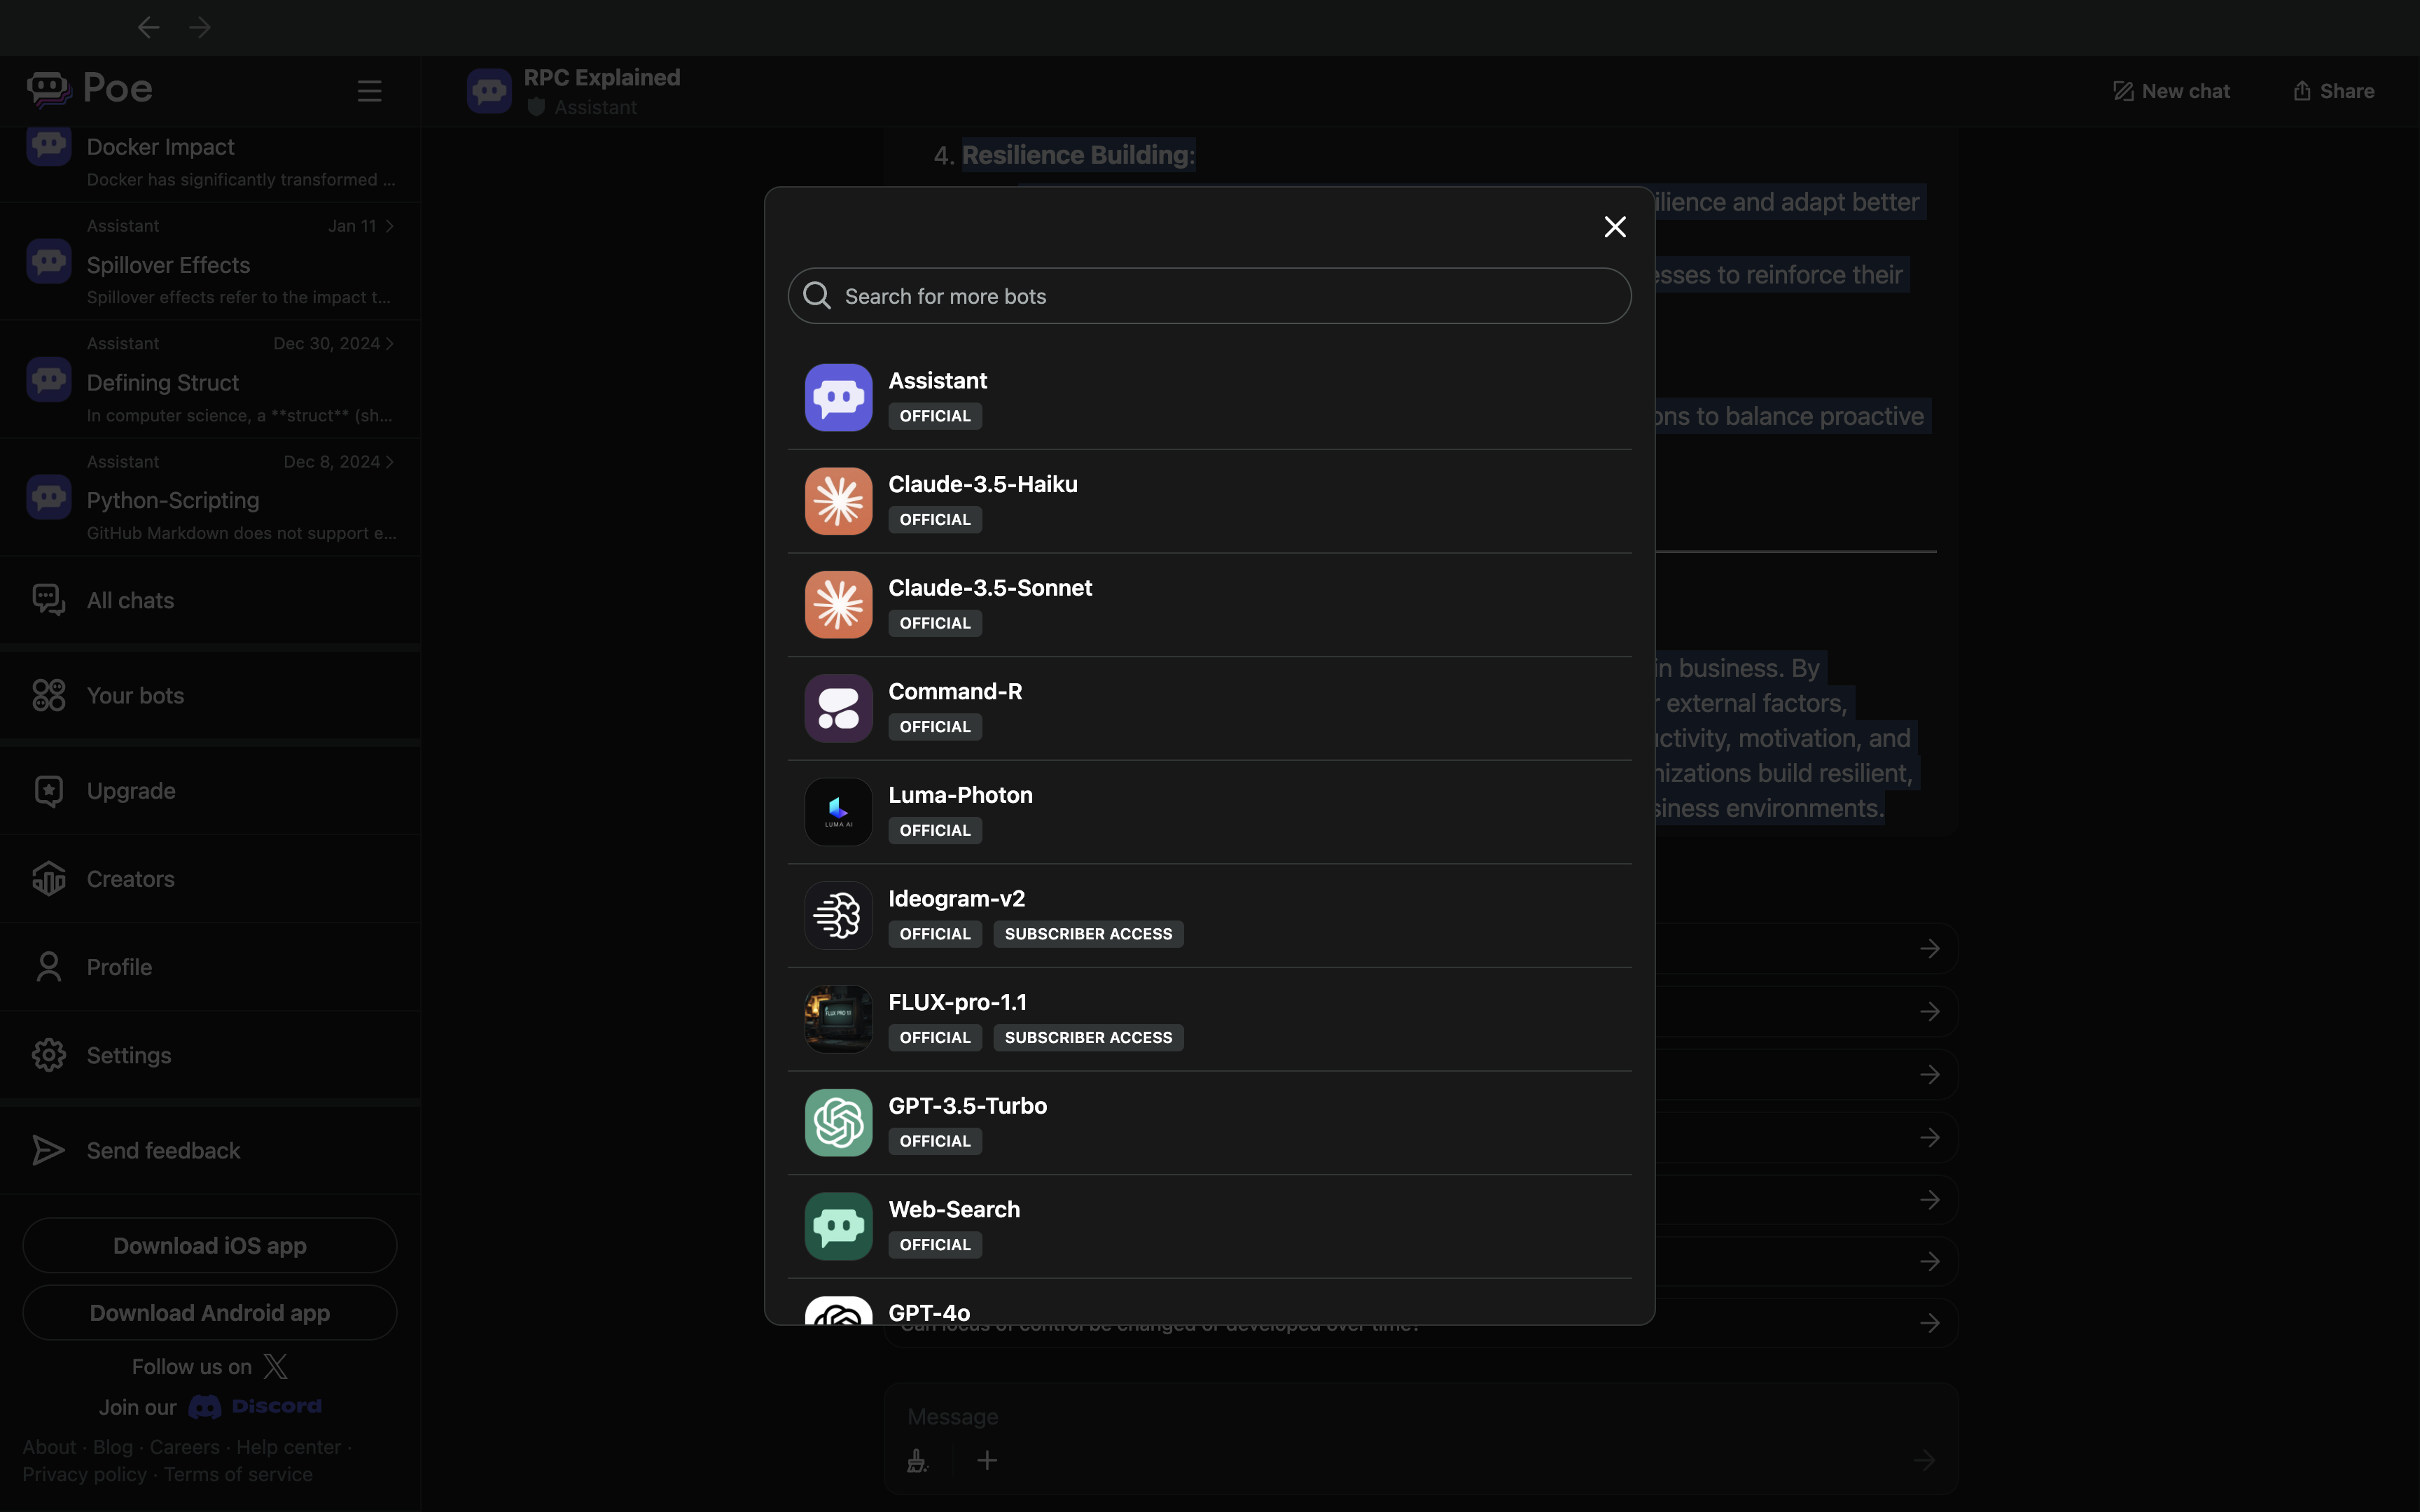 Poe
Docker Impact
Docker has significantly transformed ...
Assistant
Jan 11
Spillover Effects
Spillover effects refer to the impact t...
Assistant
Dec 30, 2024
Defining Struct
In computer science, a **struct** (sh...
Assistant
Dec 8, 2024
Python-Scripting
GitHub Markdown does not support e...
All chats
Your bots
Upgrade
Creators
Profile
Settings
Send feedback
Download iOS app
Download Android app
Follow us on X
Join our Discord
About · Blog · Careers · Help center ·
Privacy policy · Terms of service
RPC Explained
Assistant
New chat
Share
4. Resilience Building:
ilience and adapt better
esses to reinforce their
ons to balance proactive
in business. By
external factors,
uctivity, motivation, and
nizations build resilient,
siness environments.
Search for more bots
Assistant
OFFICIAL
Claude-3.5-Haiku
OFFICIAL
Claude-3.5-Sonnet
OFFICIAL
Command-R
OFFICIAL
Luma-Photon
LUMA AI
OFFICIAL
Ideogram-v2
OFFICIAL SUBSCRIBER ACCESS
FLUX-pro-1.1
FLUX PRO 1.1
OFFICIAL SUBSCRIBER ACCESS
GPT-3.5-Turbo
OFFICIAL
Web-Search
OFFICIAL
GPT-4o
Can locus of control be changed or developed over time?
Message